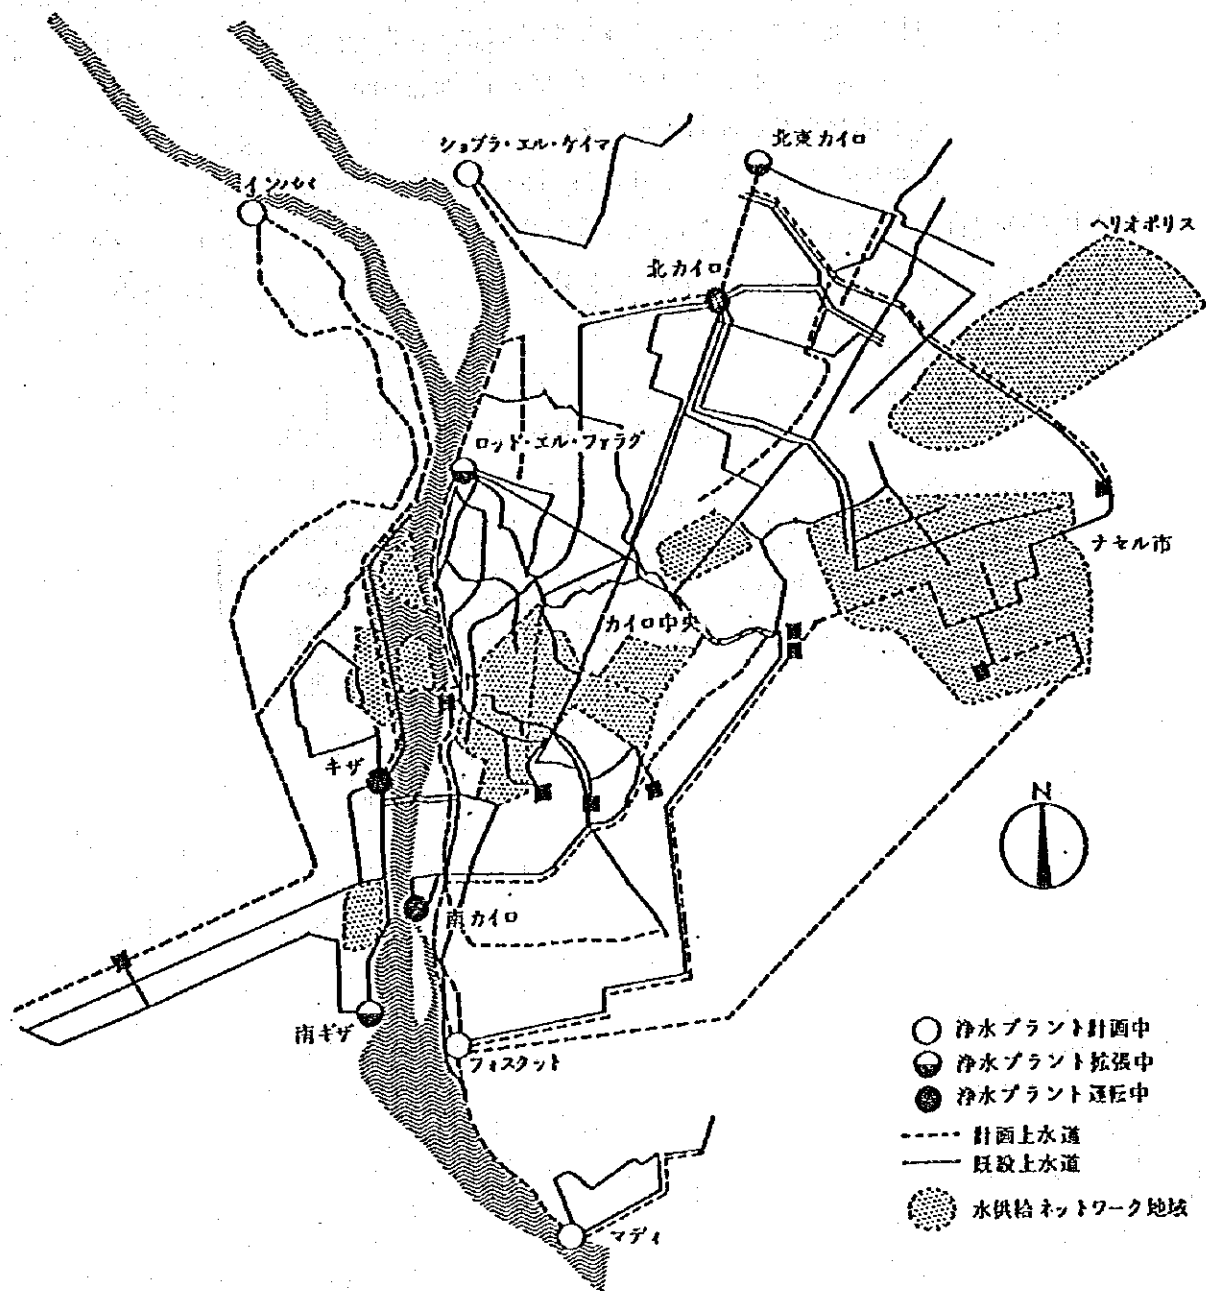 ショブラ・エル・ケイマ
北東カイロ
インババ
ヘリオポリス
北カイロ
ロッド・エル・ファラグ
ナセル市
カイロ中央
キザ
N
南カイロ
南ギザ
フォスタット
マディ
浄水プラント計画中
浄水プラント拡張中
浄水プラント運転中
計画上水道
既設上水道
水供給ネットワーク地域